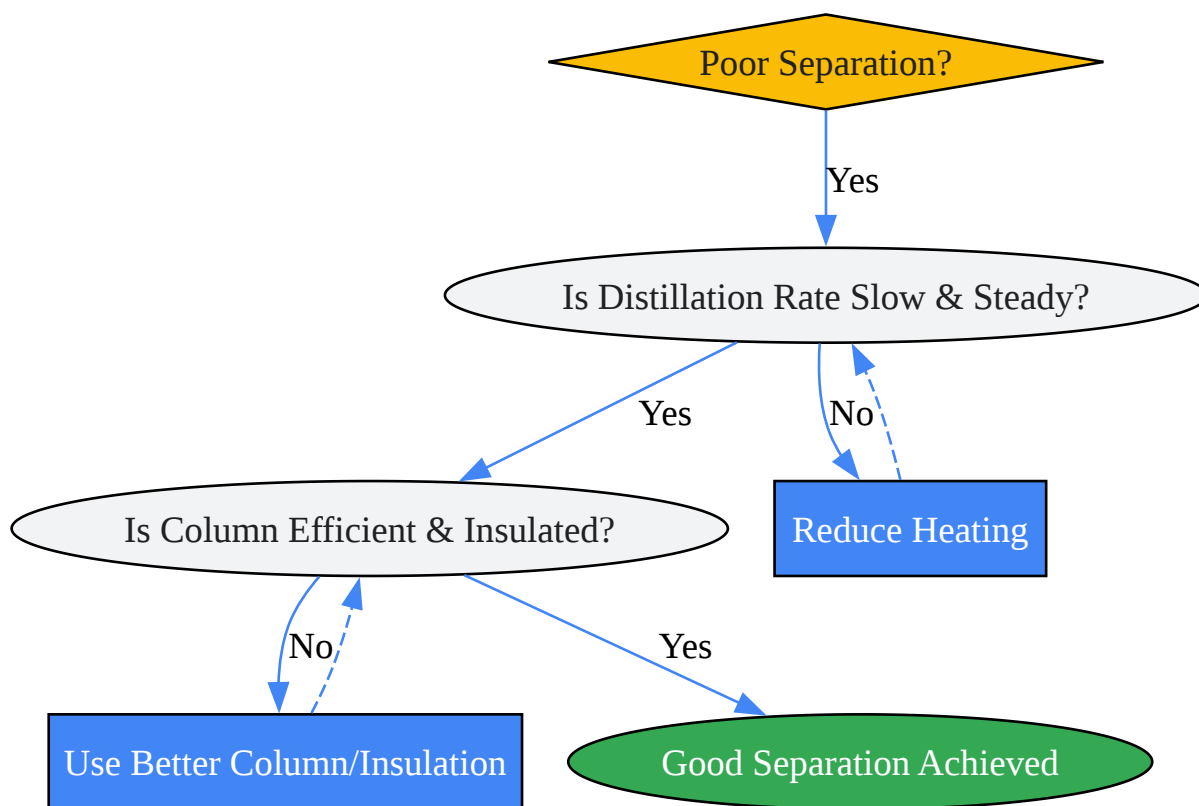 Poor Separation?
Yes
Is Distillation Rate Slow & Steady?
Yes
No
Is Column Efficient & Insulated?
Reduce Heating
No
Yes
Use Better Column/Insulation
Good Separation Achieved